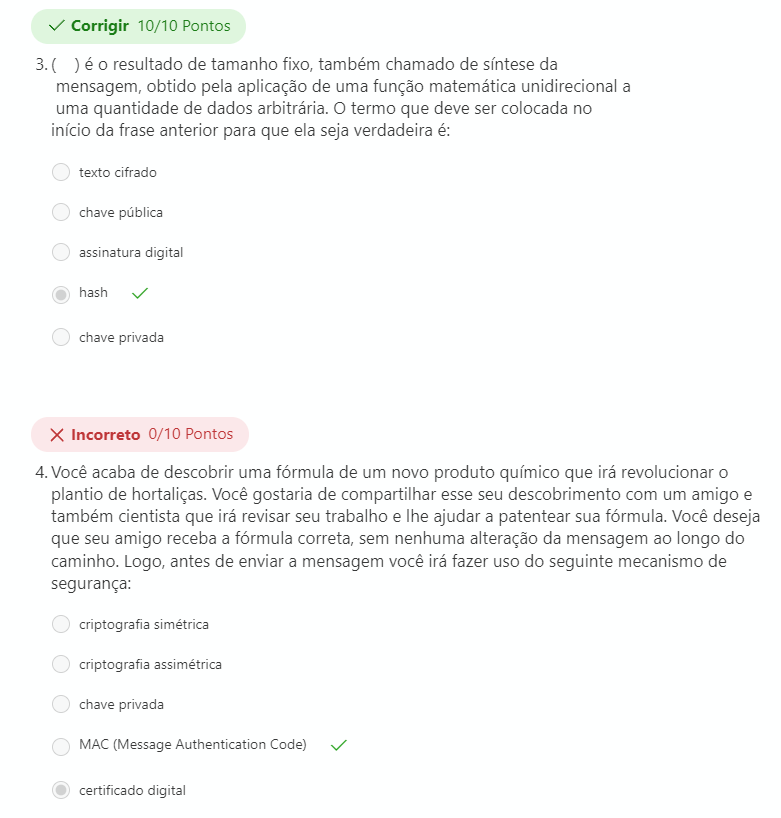 Corrigir 10/10 Pontos
3. (    ) é o resultado de tamanho fixo, também chamado de síntese da
mensagem, obtido pela aplicação de uma função matemática unidirecional a
uma quantidade de dados arbitrária. O termo que deve ser colocada no
início da frase anterior para que ela seja verdadeira é:
texto cifrado
chave pública
assinatura digital
hash
chave privada
Incorreto 0/10 Pontos
4. Você acaba de descobrir uma fórmula de um novo produto químico que irá revolucionar o
plantio de hortaliças. Você gostaria de compartilhar esse seu descobrimento com um amigo e
também cientista que irá revisar seu trabalho e lhe ajudar a patentear sua fórmula. Você deseja
que seu amigo receba a fórmula correta, sem nenhuma alteração da mensagem ao longo do
caminho. Logo, antes de enviar a mensagem você irá fazer uso do seguinte mecanismo de
segurança:
criptografia simétrica
criptografia assimétrica
chave privada
MAC (Message Authentication Code)
certificado digital